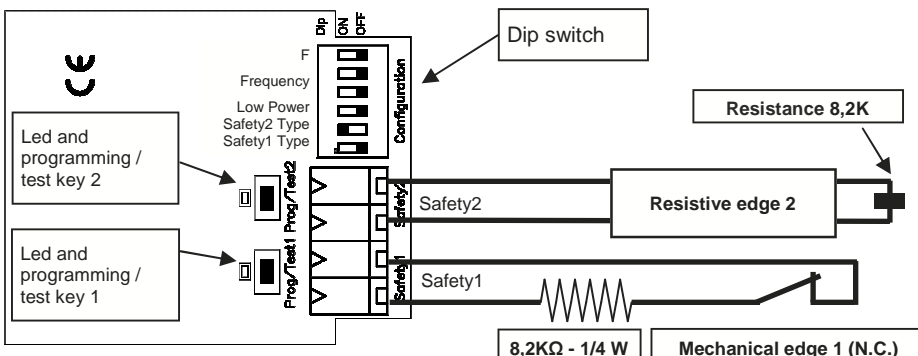 Dip
ON
OFF
Dip switch
F
Frequency
Low Power
Safety2 Type
Safety1 Type
Configuration
CE
Resistance 8,2K
Led and
programming /
test key 2
Prog/Test2
Safety2
Safety2
Resistive edge 2
Led and
programming /
test key 1
Prog/Test1
Safety1
Safety1
8,2KΩ - 1/4 W
Mechanical edge 1 (N.C.)